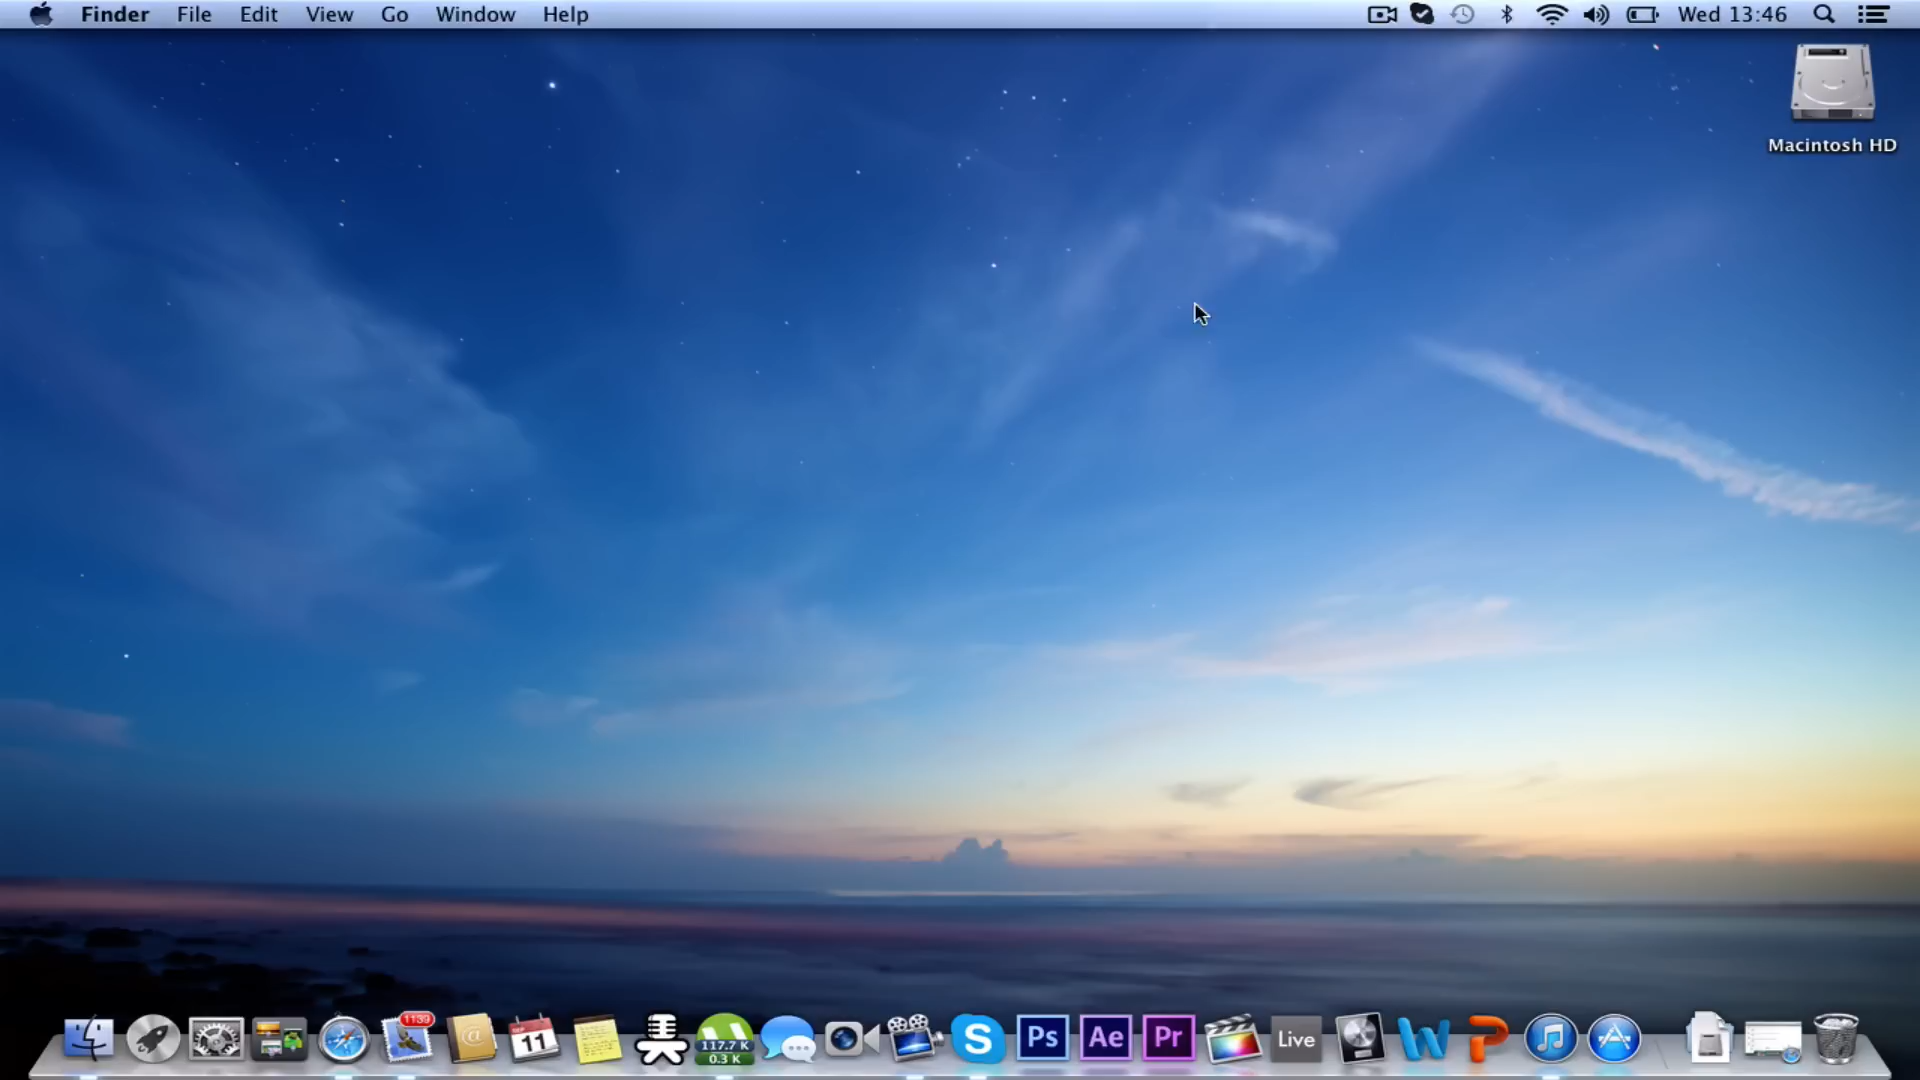 Finder File Edit View Go Window Help Wed 13:46
Macintosh HD
1139
SEP
11
117.7 K
0.3 K
@
S
Ps
Ae
Pr
Live
W
P